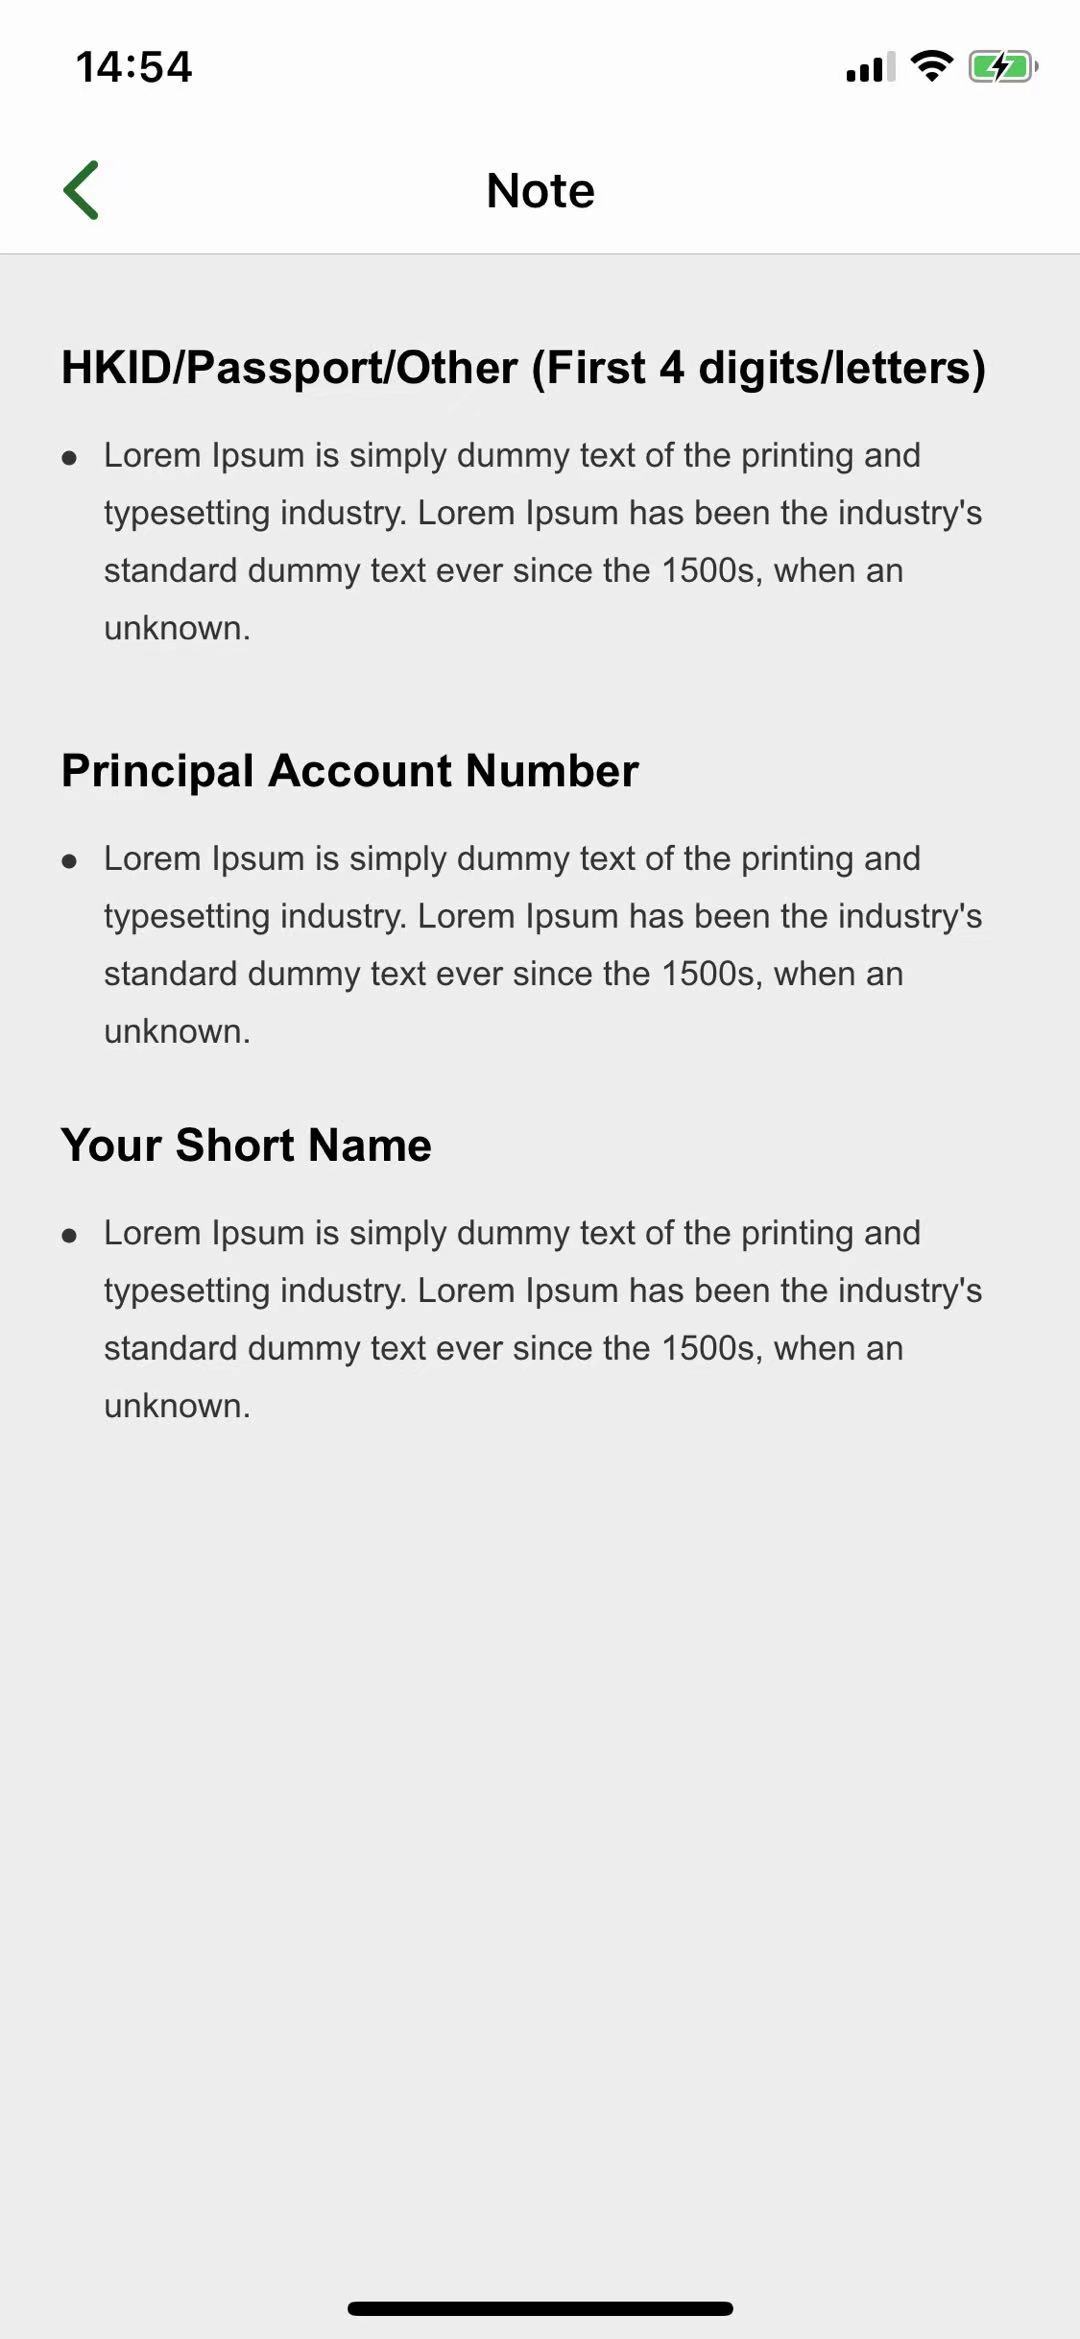 14:54
Note
HKID/Passport/Other (First 4 digits/letters)
• Lorem Ipsum is simply dummy text of the printing and
typesetting industry. Lorem Ipsum has been the industry's
standard dummy text ever since the 1500s, when an
unknown.
Principal Account Number
• Lorem Ipsum is simply dummy text of the printing and
typesetting industry. Lorem Ipsum has been the industry's
standard dummy text ever since the 1500s, when an
unknown.
Your Short Name
• Lorem Ipsum is simply dummy text of the printing and
typesetting industry. Lorem Ipsum has been the industry's
standard dummy text ever since the 1500s, when an
unknown.